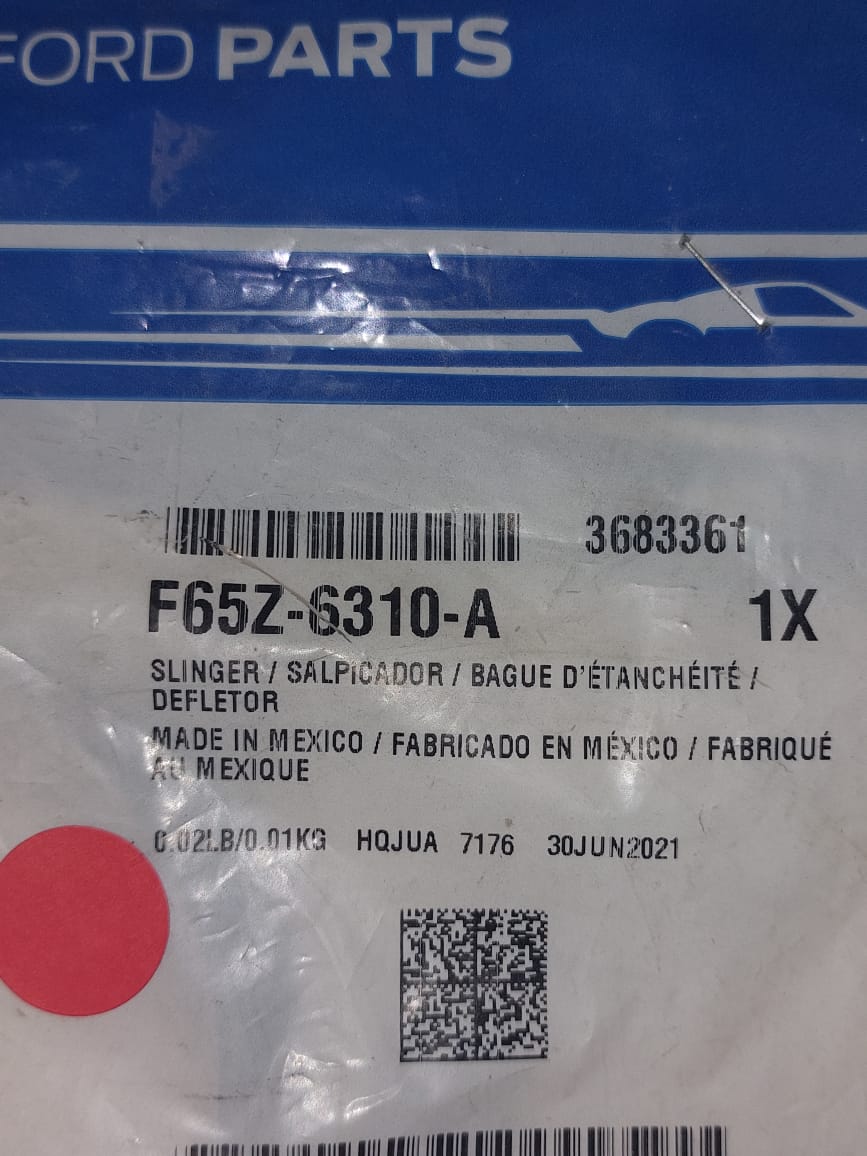 FORD PARTS
3683361
F65Z-6310-A 1X
SLINGER / SALPICADOR / BAGUE D'ÉTANCHÉITÉ /
DEFLETOR
MADE IN MEXICO / FABRICADO EN MÉXICO / FABRIQUÉ
AU MEXIQUE
0.02LB/0.01KG HQJUA 7176 30JUN2021